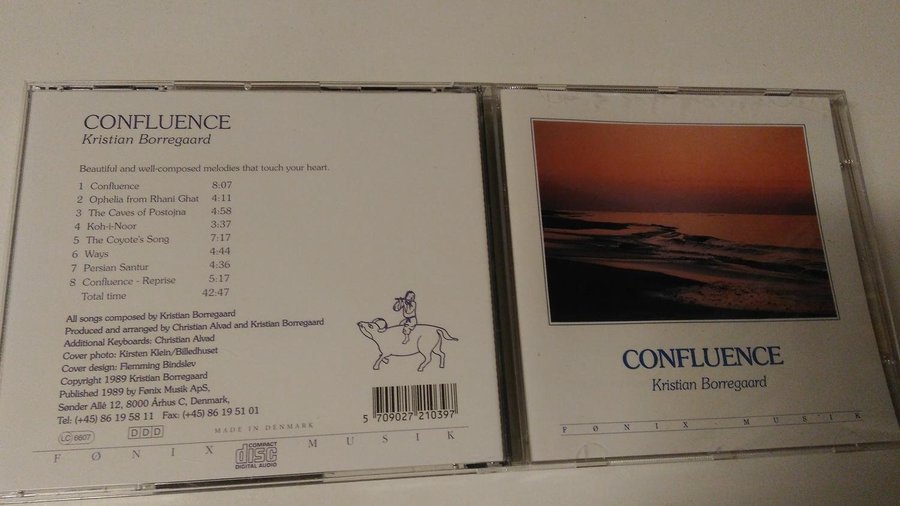 CONFLUENCE
Kristian Borregaard
Beautiful and well-composed melodies that touch your heart.
1 Confluence 8:07
2 Ophelia from Rhani Ghat 4:11
3 The Caves of Postojna 4:58
4 Koh-i-Noor 3:37
5 The Coyote's Song 7:17
6 Ways 4:44
7 Persian Santur 4:36
8 Confluence - Reprise 5:17
Total time 42:47
All songs composed by Kristian Borregaard
Produced and arranged by Christian Alvad and Kristian Borregaard
Additional Keyboards: Christian Alvad
Cover photo: Kirsten Klein/Billedhuset
Cover design: Flemming Bindslev
Copyright 1989 Kristian Borregaard
Published 1989 by Fønix Musik ApS,
Sønder Allé 12, 8000 Århus C, Denmark,
Tel: (+45) 86 19 58 11 Fax: (+45) 86 19 51 01
5 709027 210397
LC 6607
DDD
MADE IN DENMARK
FØNIX MUSIK
COMPACT
disc
DIGITAL AUDIO
CONFLUENCE
Kristian Borregaard
FØNIX MUSIK